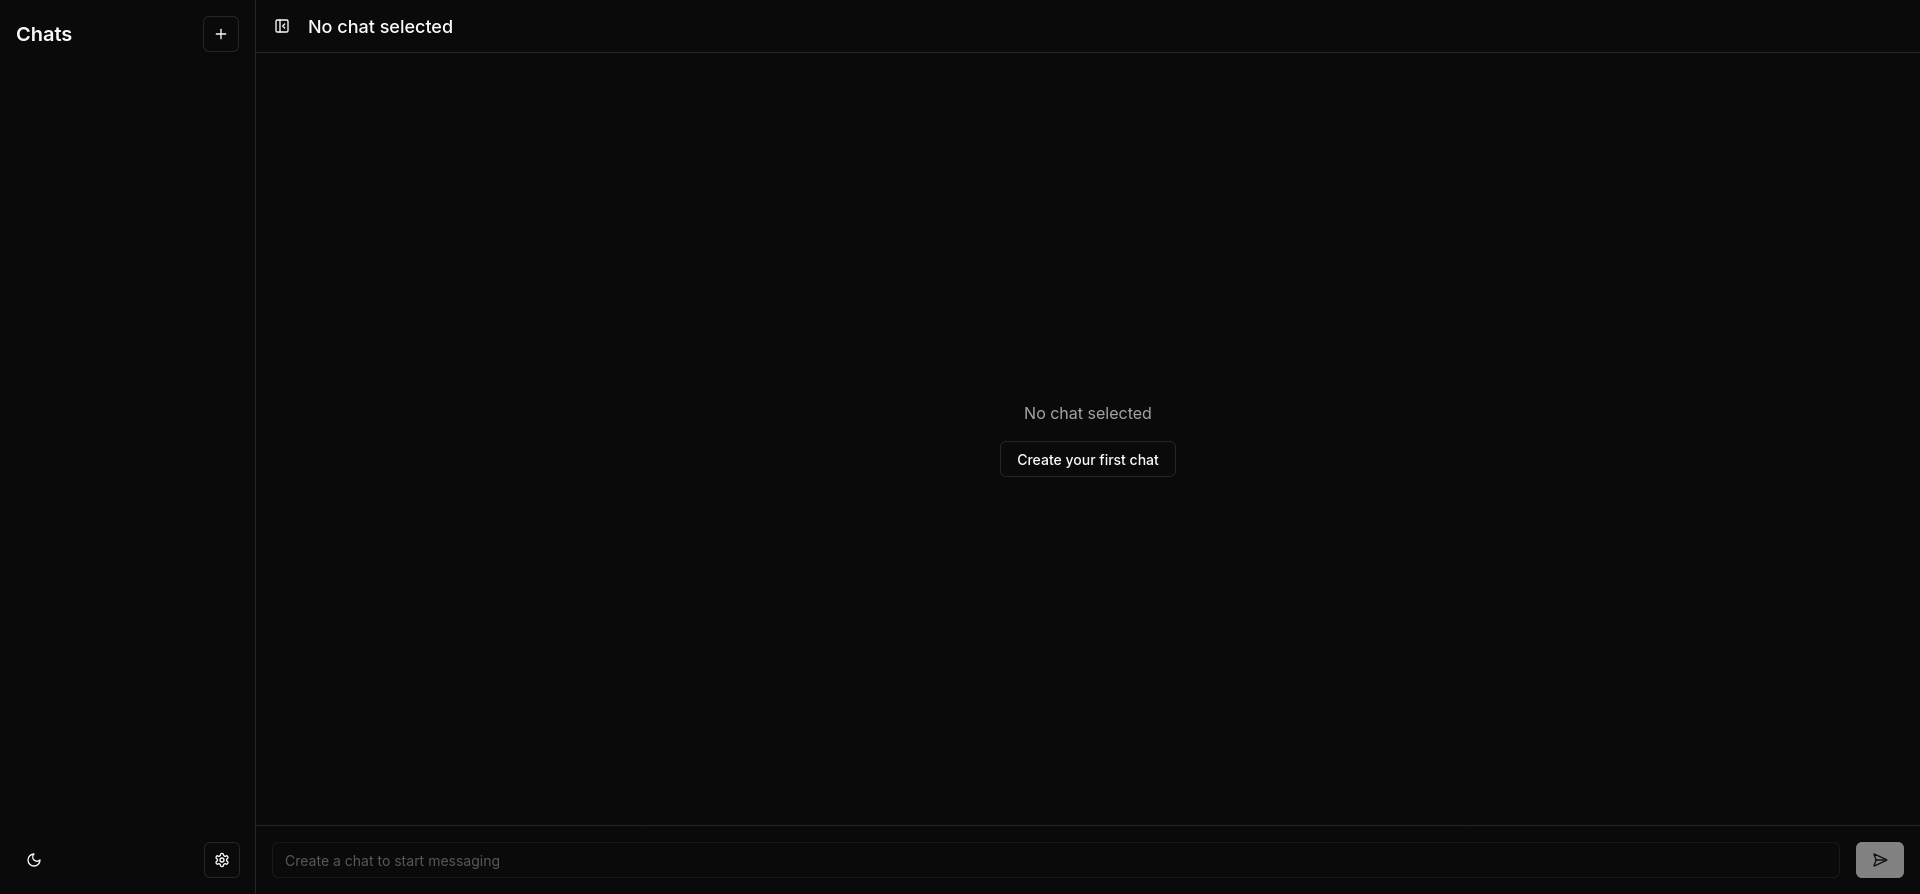 Chats
No chat selected
No chat selected
Create your first chat
Create a chat to start messaging